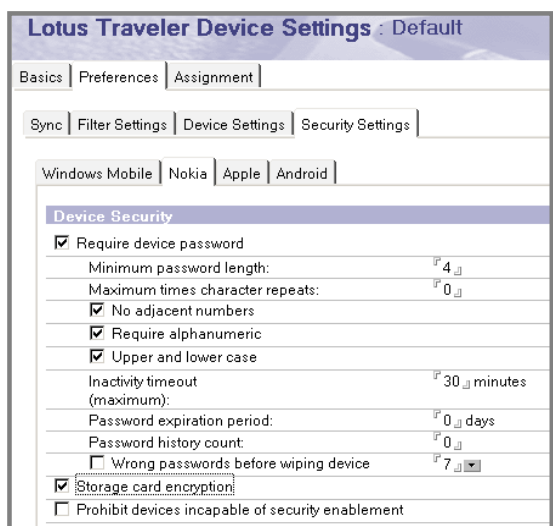 Lotus Traveler Device Settings : Default
Basics Preferences Assignment
Sync Filter Settings Device Settings Security Settings
Windows Mobile Nokia Apple Android
Device Security
Require device password
Minimum password length: 4
Maximum times character repeats: 0
No adjacent numbers
Require alphanumeric
Upper and lower case
Inactivity timeout 30 minutes
(maximum):
Password expiration period: 0 days
Password history count: 0
Wrong passwords before wiping device 7
Storage card encryption
Prohibit devices incapable of security enablement